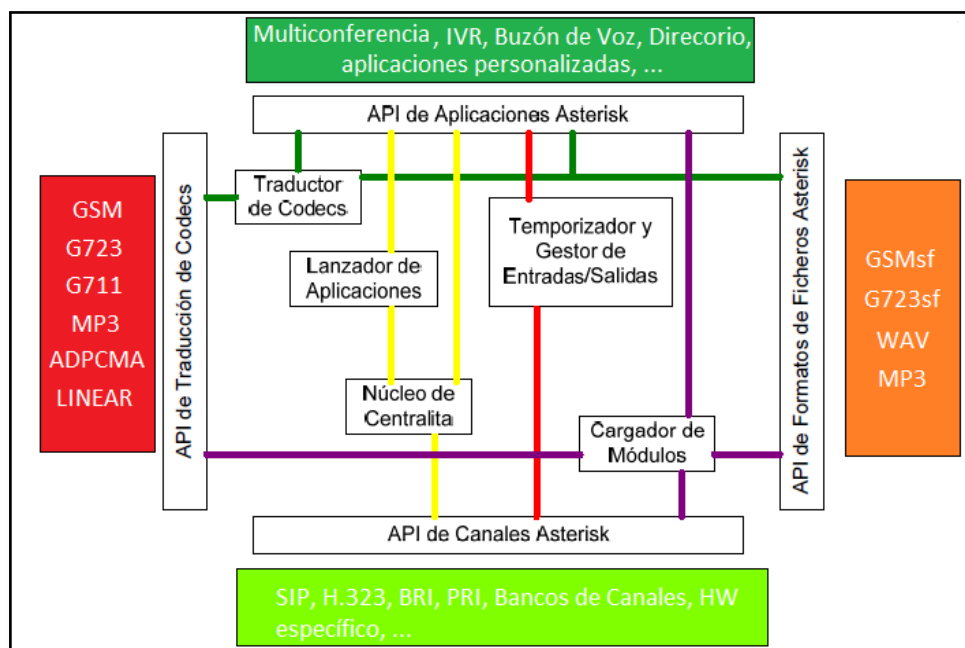 Multiconferencia, IVR, Buzón de Voz, Direcorio,
aplicaciones personalizadas, ...
API de Aplicaciones Asterisk
API de Traducción de Codecs
GSM
G723
G711
MP3
ADPCMA
LINEAR
Traductor
de Codecs
Lanzador de
Aplicaciones
Temporizador y
Gestor de
Entradas/Salidas
Núcleo de
Centralita
Cargador de
Módulos
API de Formatos de Ficheros Asterisk
GSMsf
G723sf
WAV
MP3
API de Canales Asterisk
SIP, H.323, BRI, PRI, Bancos de Canales, HW
específico, ...